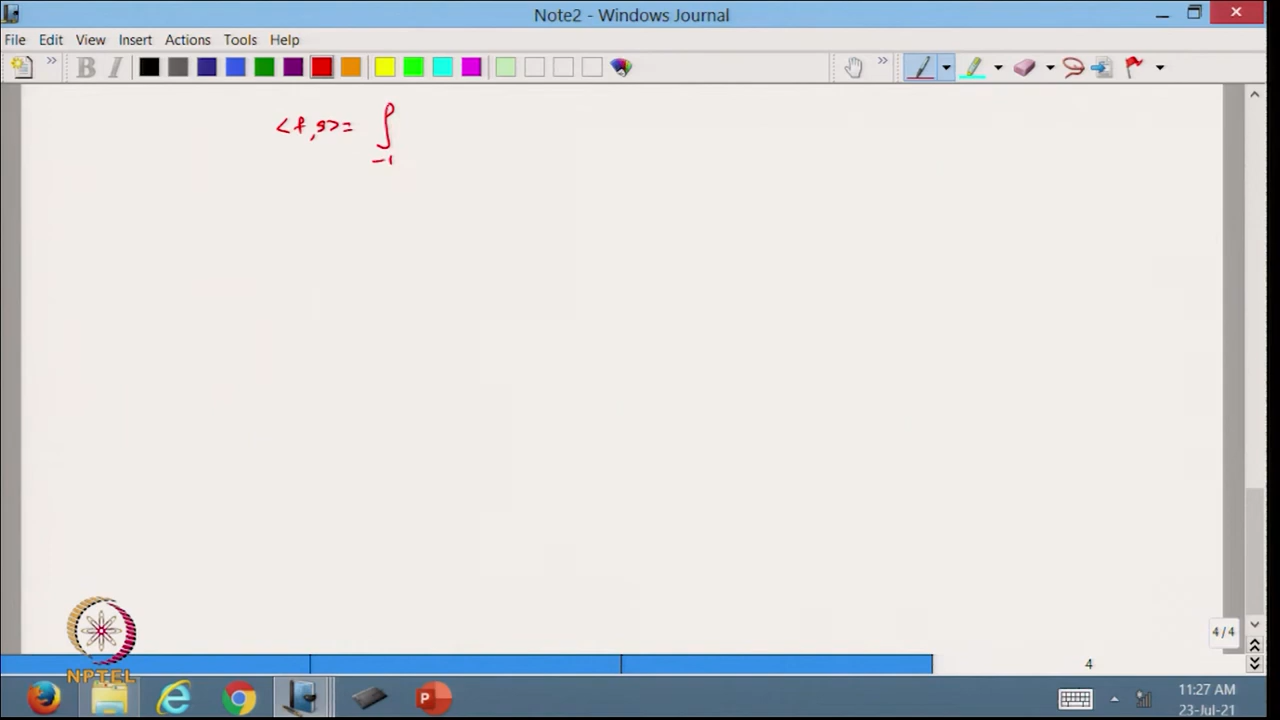 Note2 - Windows Journal
File Edit View Insert Actions Tools Help
B I
<f,g>= ∫
-1
NPTEL
4/4
4
11:27 AM
23-Jul-21